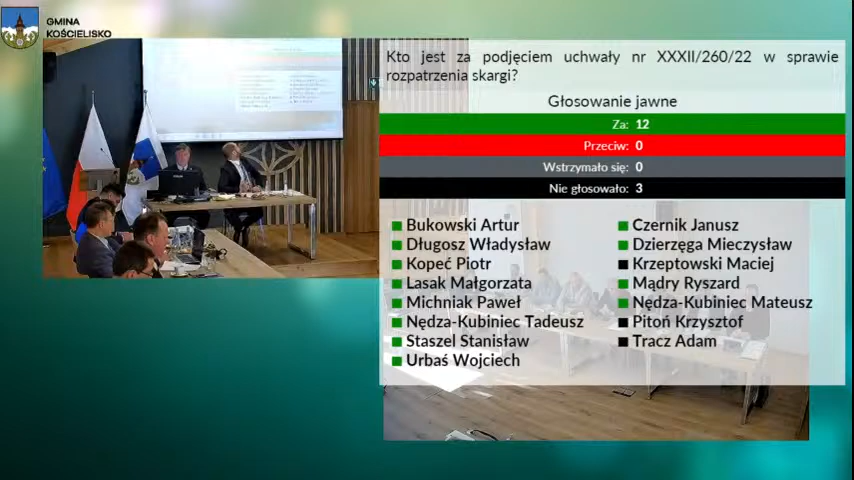 GMINA
KOŚCIELISKO
Kto jest za podjęciem uchwały nr XXXII/260/22 w sprawie
rozpatrzenia skargi?
Głosowanie jawne
Za: 12
Przeciw: 0
Wstrzymało się: 0
Nie głosowało: 3
Bukowski Artur
Czernik Janusz
Długosz Władysław
Dzierzęga Mieczysław
Kopeć Piotr
Krzeptowski Maciej
Lasak Małgorzata
Mądry Ryszard
Michniak Paweł
Nędza-Kubiniec Mateusz
Nędza-Kubiniec Tadeusz
Pitoń Krzysztof
Staszel Stanisław
Tracz Adam
Urbaś Wojciech